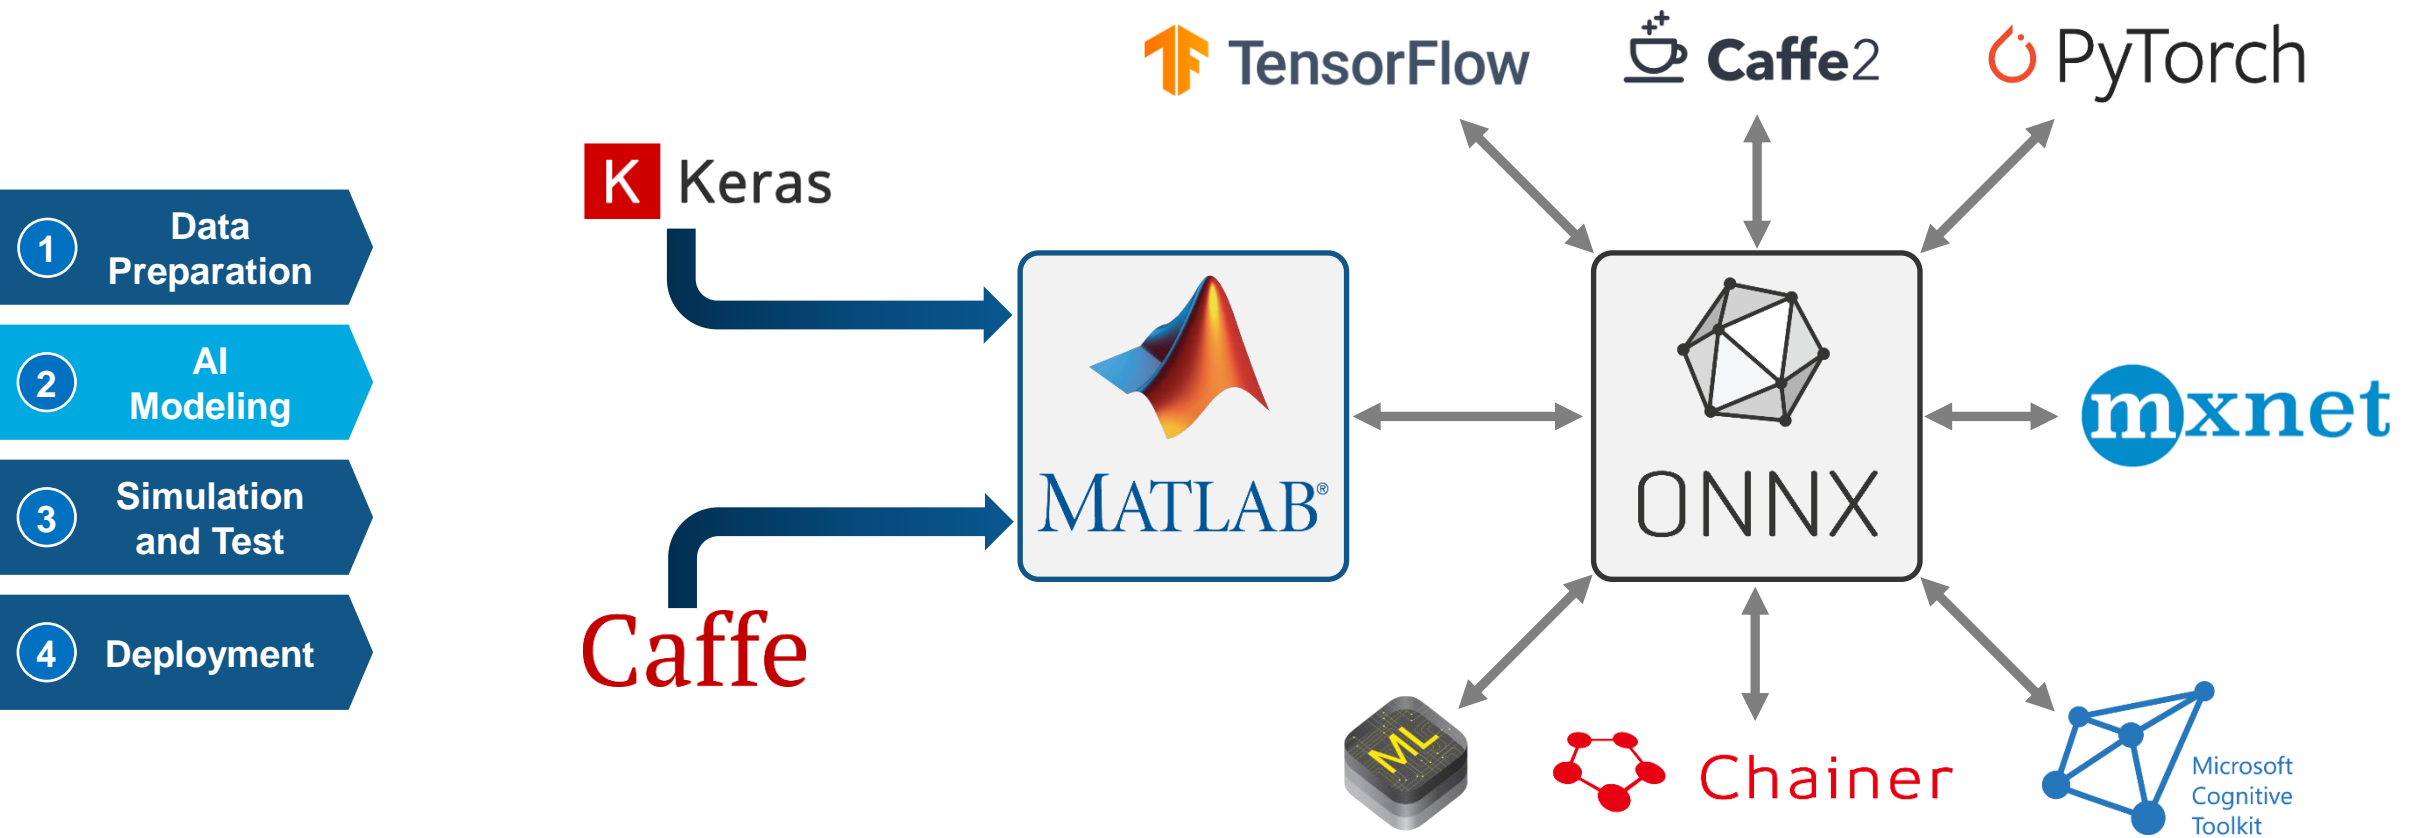 1
Data
Preparation
2
AI
Modeling
3
Simulation
and Test
4
Deployment
K Keras
Caffe
MATLAB®
TensorFlow
Caffe2
PyTorch
ONNX
mxnet
ML
Chainer
Microsoft
Cognitive
Toolkit